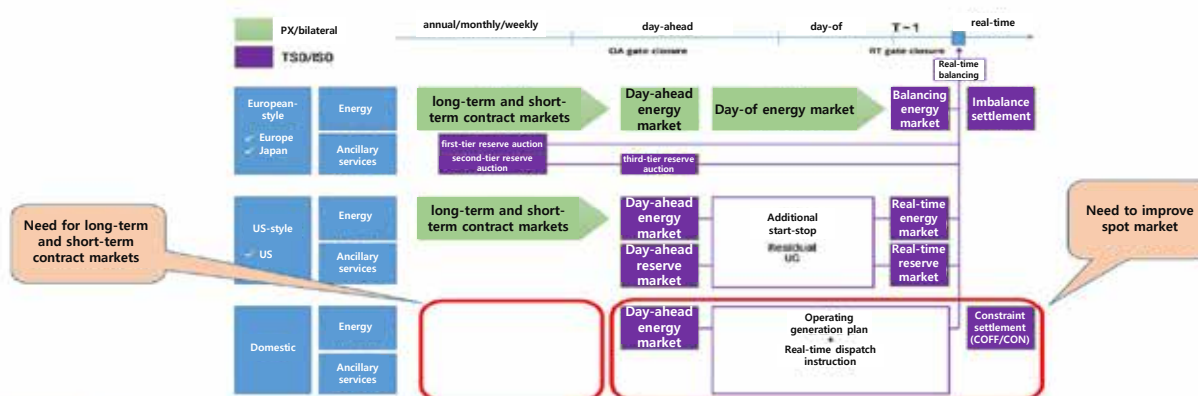 PX/bilateral
TSO/ISO
annual/monthly/weekly
day-ahead
day-of
T-1
real-time
DA gate closure
RT gate closure
Real-time
balancing
European-
style
Europe
Japan
Energy
Ancillary
services
long-term and short-
term contract markets
Day-ahead
energy
market
Day-of energy market
Balancing
energy
market
Imbalance
settlement
first-tier reserve auction
second-tier reserve
auction
third-tier reserve
auction
US-style
US
Energy
Ancillary
services
long-term and short-
term contract markets
Day-ahead
energy
market
Day-ahead
reserve
market
Additional
start-stop
Residual
UC
Real-time
energy
market
Real-time
reserve
market
Need for long-term
and short-term
contract markets
Need to improve
spot market
Domestic
Energy
Ancillary
services
Day-ahead
energy
market
Operating
generation plan
+
Real-time dispatch
instruction
Constraint
settlement
(COFF/CON)